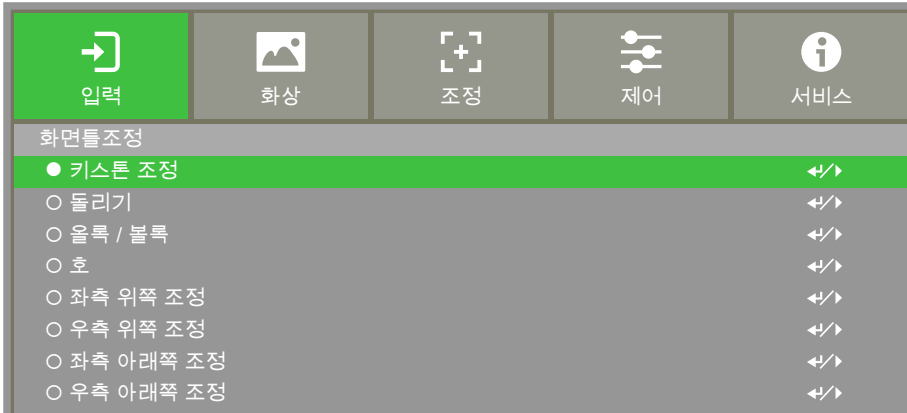 입력 화상 조정 제어 서비스
화면틀조정
키스톤 조정
돌리기
올록 / 볼록
호
좌측 위쪽 조정
우측 위쪽 조정
좌측 아래쪽 조정
우측 아래쪽 조정